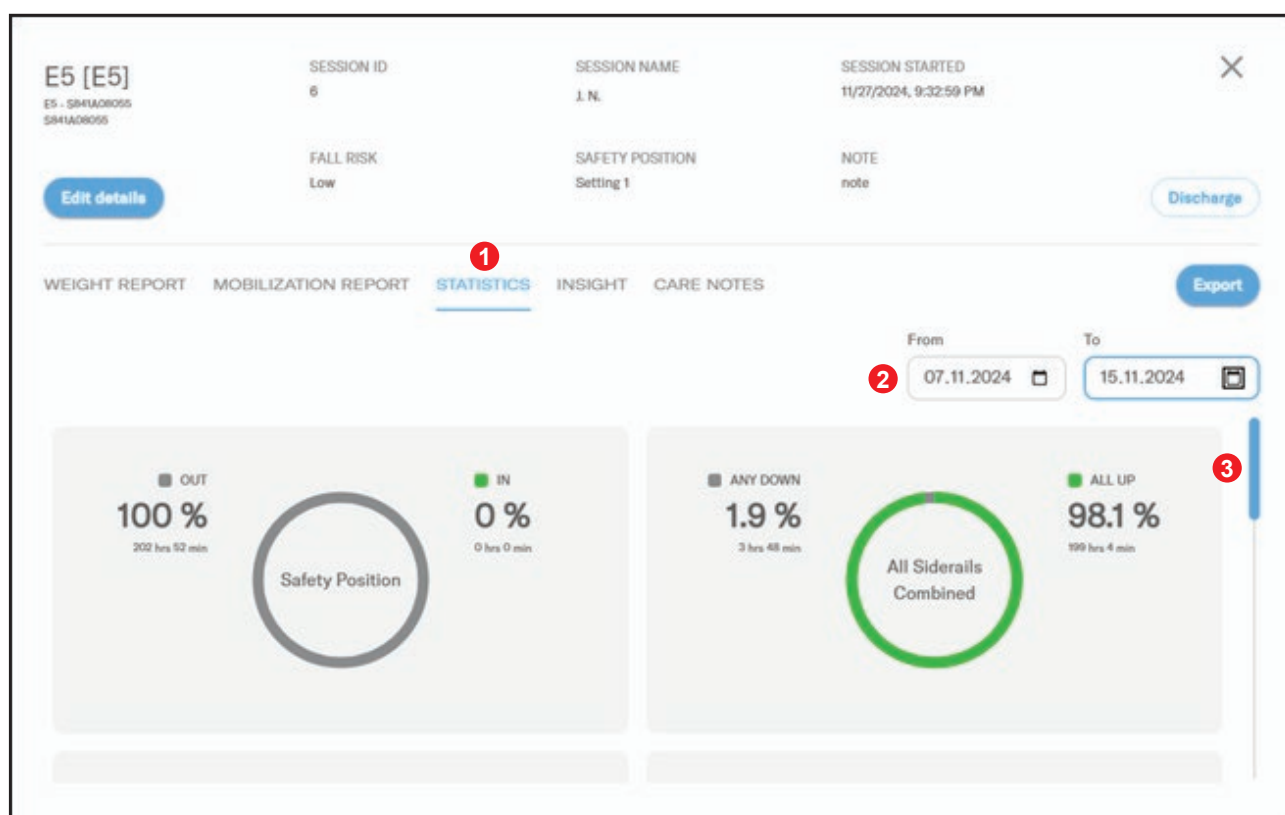 E5 [E5]
E5 - S841A08055
S841A08055
SESSION ID
6
SESSION NAME
J. N.
SESSION STARTED
11/27/2024, 9:32:59 PM
FALL RISK
Low
SAFETY POSITION
Setting 1
NOTE
note
Edit details
Discharge
1
WEIGHT REPORT MOBILIZATION REPORT STATISTICS INSIGHT CARE NOTES
Export
From
To
2
07.11.2024
15.11.2024
OUT
100 %
202 hrs 52 min
Safety Position
IN
0 %
0 hrs 0 min
ANY DOWN
1.9 %
3 hrs 48 min
All Siderails
Combined
ALL UP
98.1 %
199 hrs 4 min
3